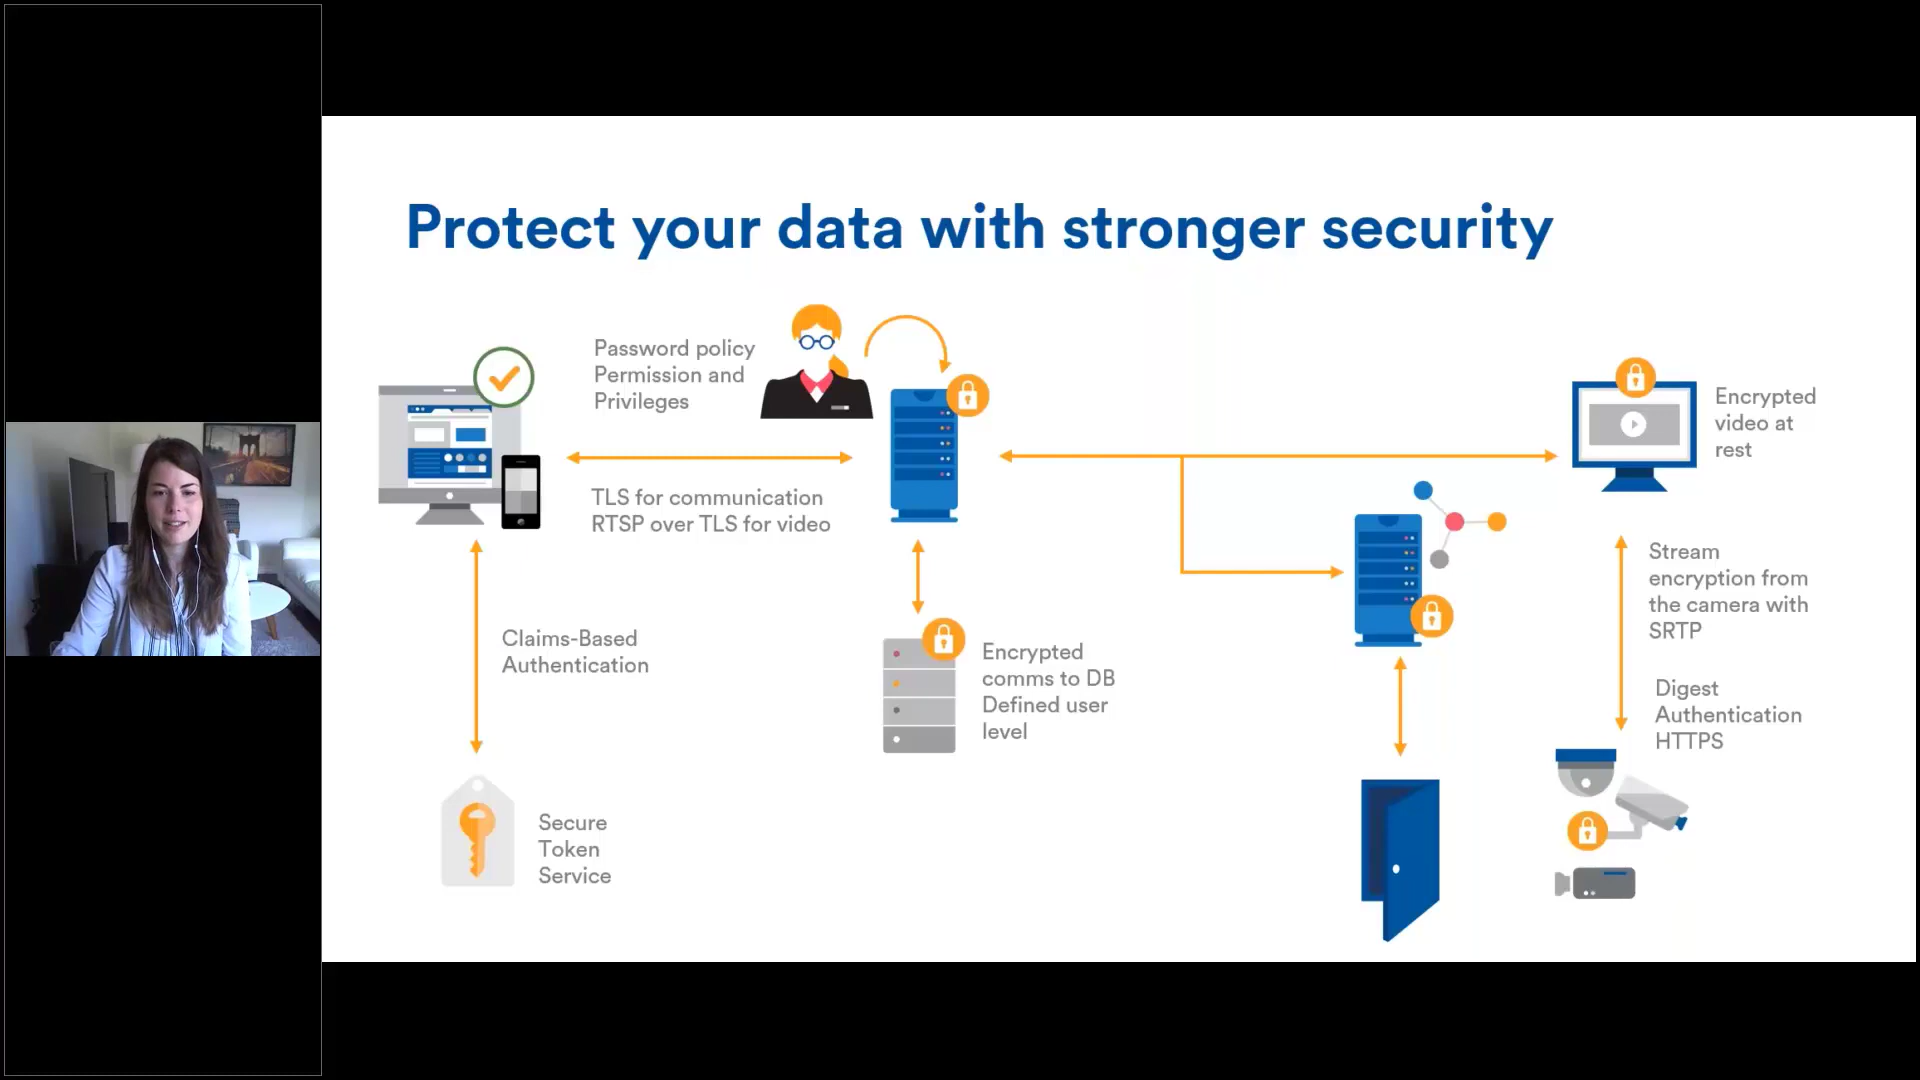 Protect your data with stronger security
Password policy
Permission and
Privileges
TLS for communication
RTSP over TLS for video
Claims-Based
Authentication
Secure
Token
Service
Encrypted
comms to DB
Defined user
level
Encrypted
video at
rest
Stream
encryption from
the camera with
SRTP
Digest
Authentication
HTTPS